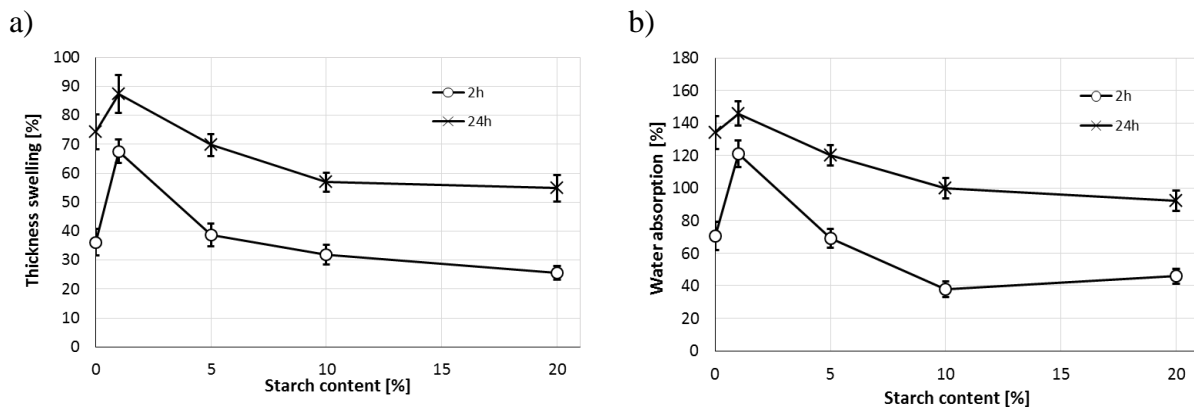 a)
Thickness swelling [%]
100
90
80
70
60
50
40
30
20
10
0
0 5 10 15 20
Starch content [%]
2h
24h
b)
Water absorption [%]
180
160
140
120
100
80
60
40
20
0
0 5 10 15 20
Starch content [%]
2h
24h